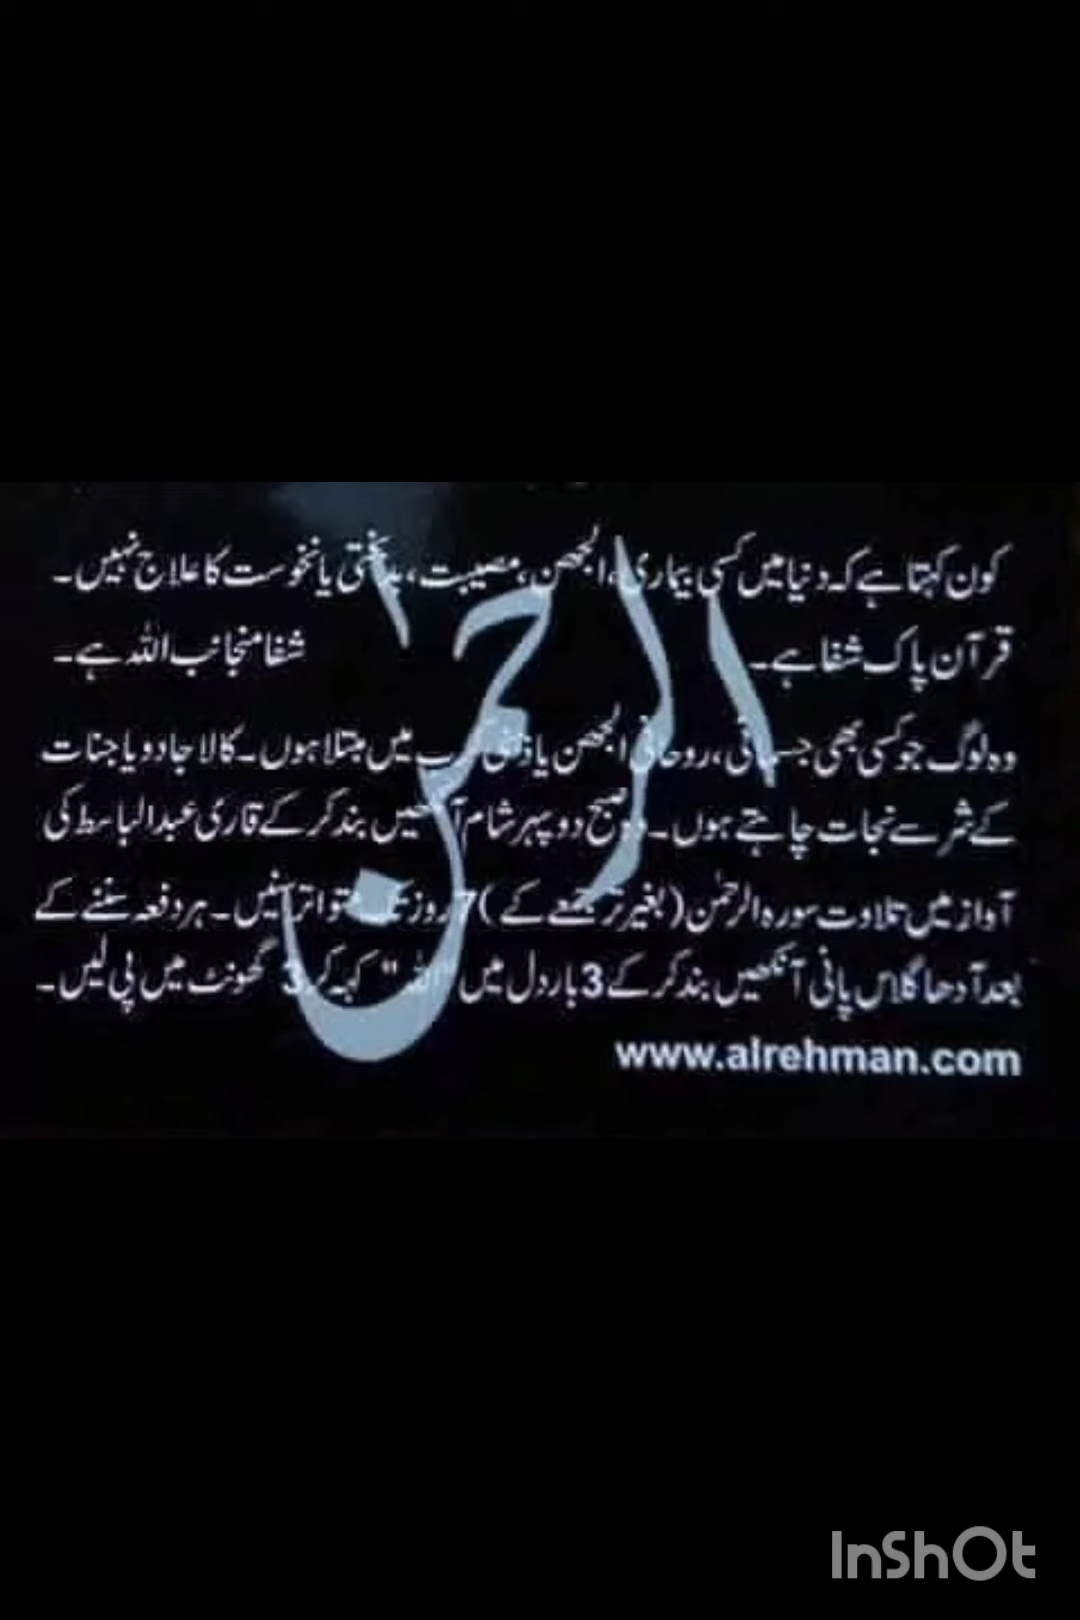 کون کہتا ہے کہ دنیا میں کسی بیماری، الجھن، مصیبت، بدبختی یا نحوست کا علاج نہیں۔
قرآن پاک شفا ہے۔ شفا منجانب اللہ ہے۔
وہ لوگ جو کسی بھی جسمانی، روحانی الجھن یا ذہنی میں مبتلا ہوں۔ کالا جادو یا جنات
کے شر سے نجات چاہتے ہوں۔ صبح دوپہر شام آنکھیں بند کر کے قاری عبدالباسط کی
آواز میں تلاوت سورہ الرحمٰن (بغیر ترجمے کے) 7 روز تک متواتر سنیں۔ ہر دفعہ سننے کے
بعد آدھا گلاس پانی آنکھیں بند کر کے 3 بار دل میں "اللہ" کہہ کر 3 گھونٹ میں پی لیں۔
www.alrehman.com
الرحمٰن
InShOt